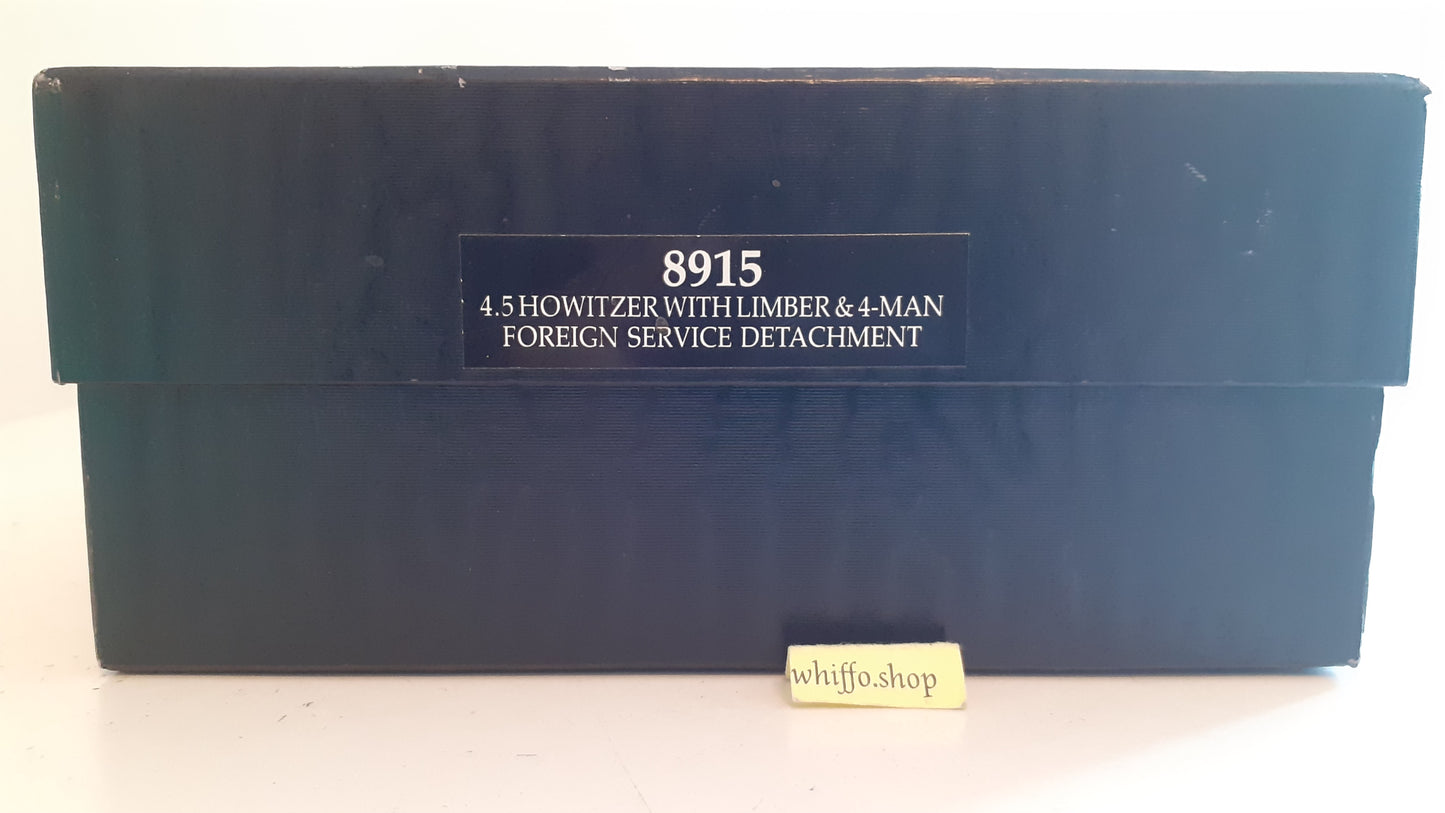 8915
4.5 HOWITZER WITH LIMBER & 4-MAN
FOREIGN SERVICE DETACHMENT
whiffo.shop